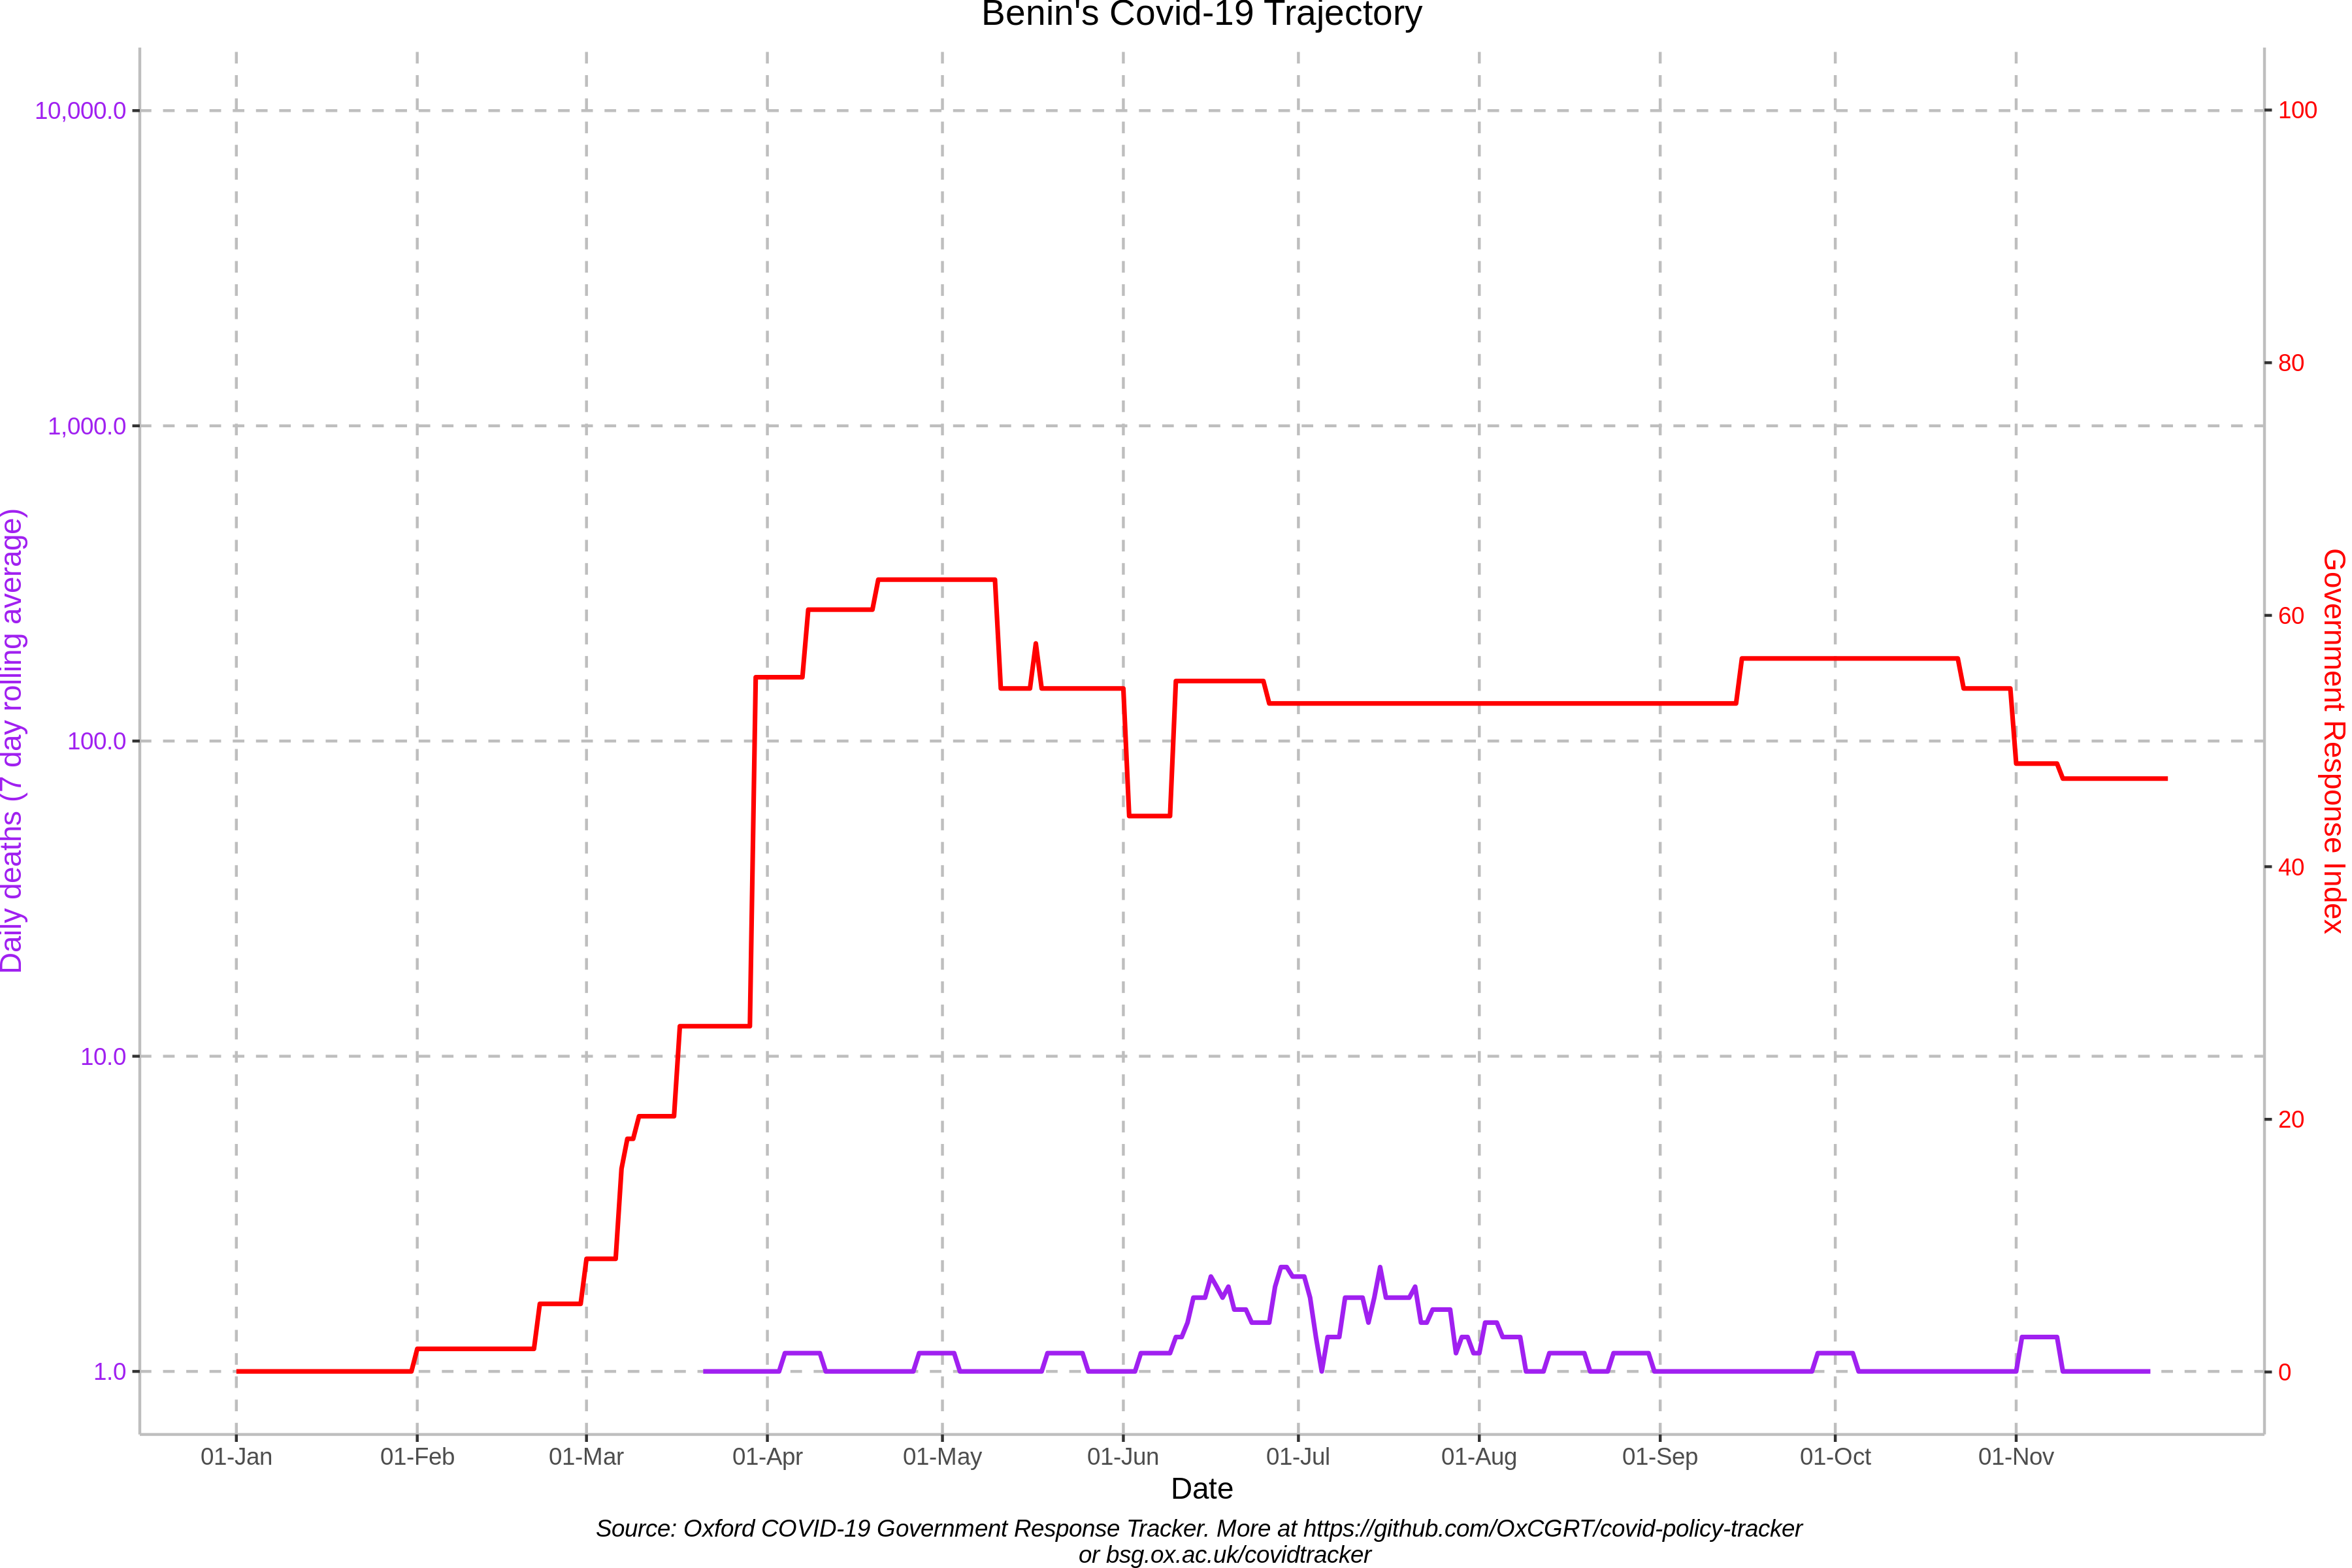 Benin's Covid-19 Trajectory
10,000.0
1,000.0
100.0
10.0
1.0
Daily deaths (7 day rolling average)
100
80
60
40
20
0
Government Response Index
01-Jan
01-Feb
01-Mar
01-Apr
01-May
01-Jun
01-Jul
01-Aug
01-Sep
01-Oct
01-Nov
Date
Source: Oxford COVID-19 Government Response Tracker. More at https://github.com/OxCGRT/covid-policy-tracker
or bsg.ox.ac.uk/covidtracker